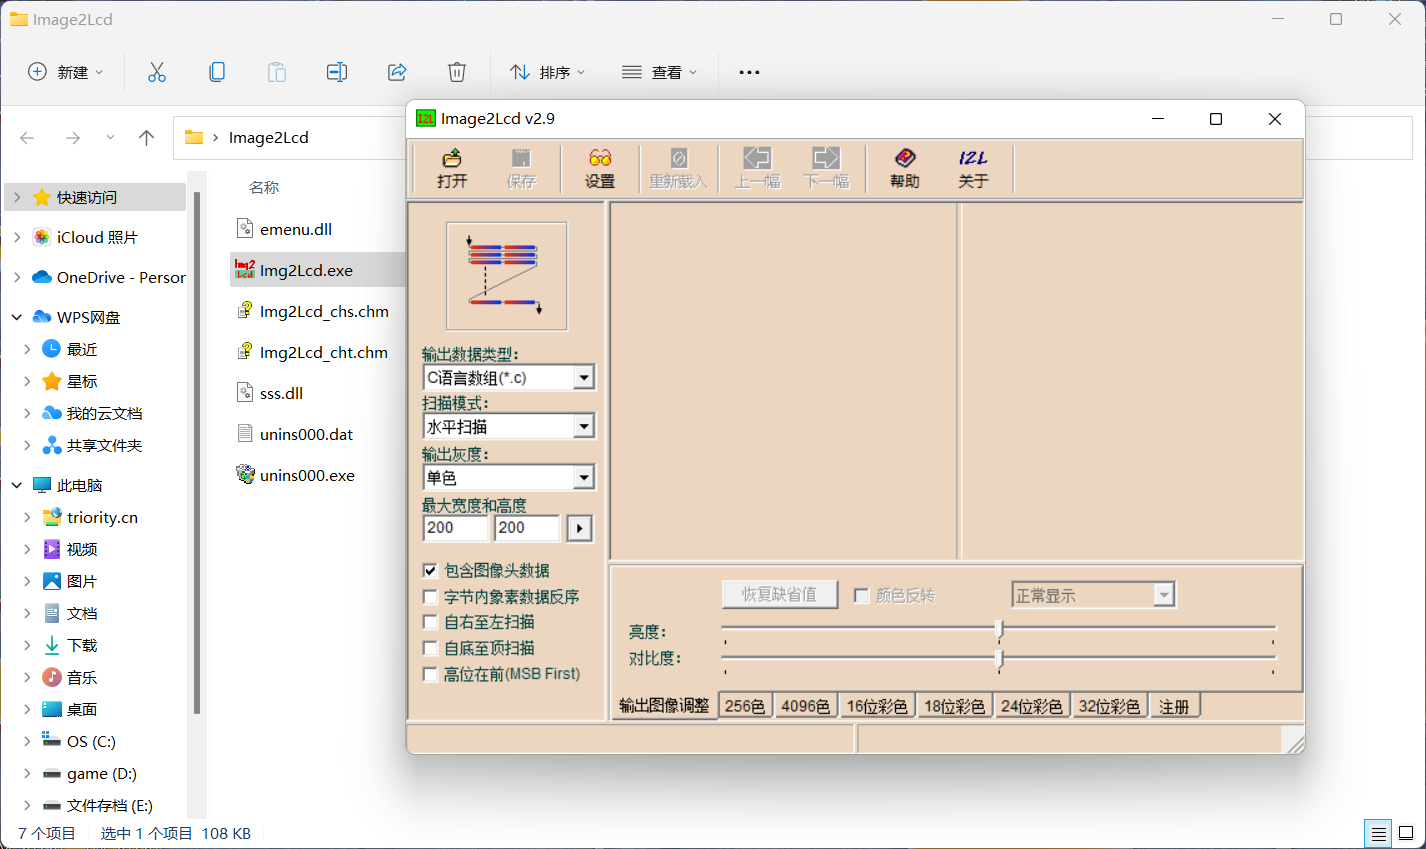 Image2Lcd
新建
排序
查看
Image2Lcd
快速访问
iCloud 照片
OneDrive - Persor
WPS网盘
最近
星标
我的云文档
共享文件夹
此电脑
triority.cn
视频
图片
文档
下载
音乐
桌面
OS (C:)
game (D:)
文件存档 (E:)
名称
emenu.dll
Img2Lcd.exe
Img2Lcd_chs.chm
Img2Lcd_cht.chm
sss.dll
unins000.dat
unins000.exe
7 个项目 选中 1 个项目 108 KB
I2L Image2Lcd v2.9
打开 保存 设置 重新载入 上一幅 下一幅 帮助 I2L 关于
输出数据类型:
C语言数组(*.c)
扫描模式:
水平扫描
输出灰度:
单色
最大宽度和高度
200 200
包含图像头数据
字节内象素数据反序
自右至左扫描
自底至顶扫描
高位在前(MSB First)
恢复缺省值 颜色反转 正常显示
亮度:
对比度:
输出图像调整 256色 4096色 16位彩色 18位彩色 24位彩色 32位彩色 注册